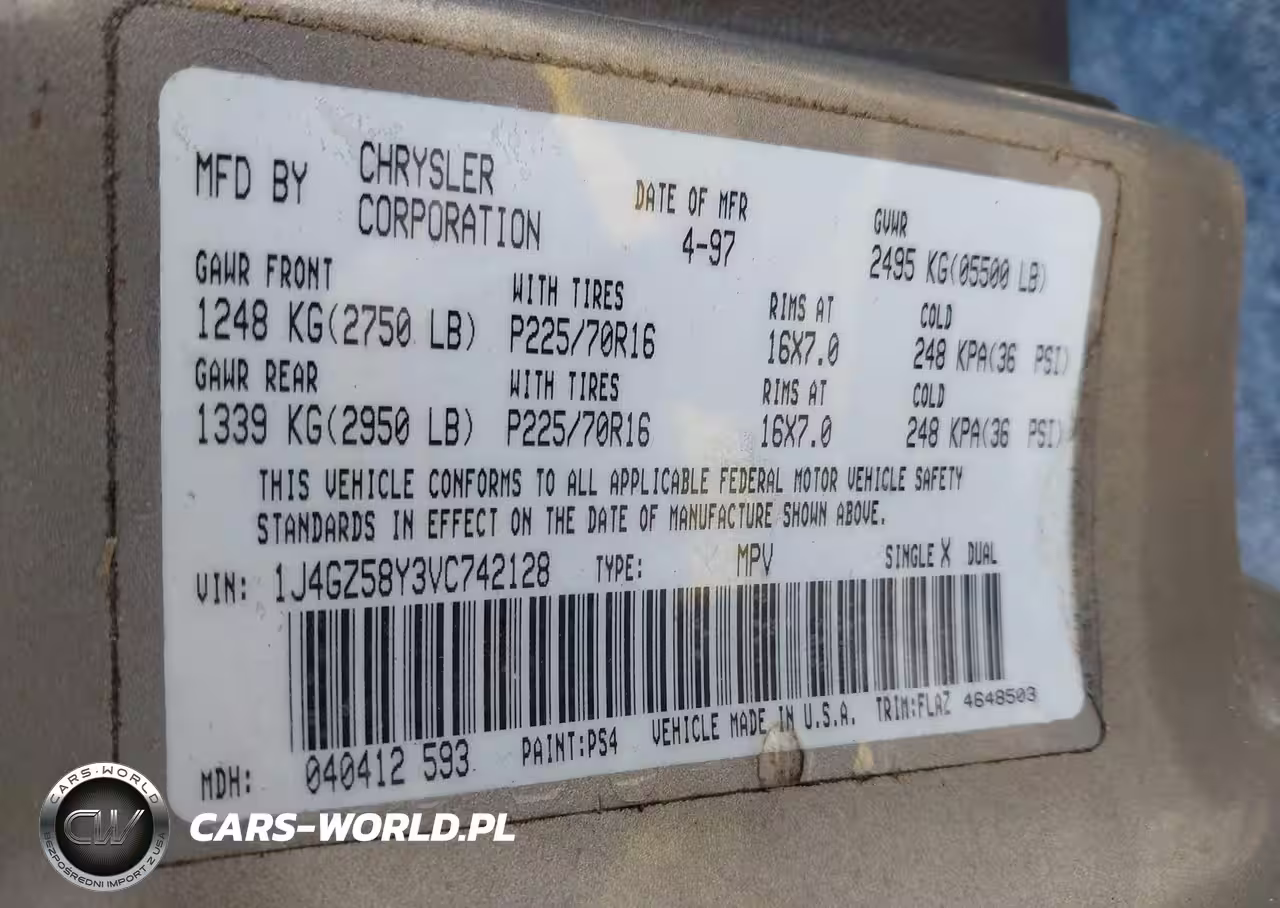 MFD BY CHRYSLER CORPORATION DATE OF MFR 4-97 GVWR 2495 KG(05500 LB)
GAWR FRONT WITH TIRES RIMS AT COLD
1248 KG(2750 LB) P225/70R16 16X7.0 248 KPA(36 PSI)
GAWR REAR WITH TIRES RIMS AT COLD
1339 KG(2950 LB) P225/70R16 16X7.0 248 KPA(36 PSI)
THIS VEHICLE CONFORMS TO ALL APPLICABLE FEDERAL MOTOR VEHICLE SAFETY
STANDARDS IN EFFECT ON THE DATE OF MANUFACTURE SHOWN ABOVE.
VIN: 1J4GZ58Y3VC742128 TYPE: MPV SINGLE X DUAL
MDH: 040412 593 PAINT:PS4 VEHICLE MADE IN U.S.A. TRIM:FLAZ 4648503
CARS-WORLD
CW
BEZPOŚREDNI IMPORT Z USA
CARS-WORLD.PL